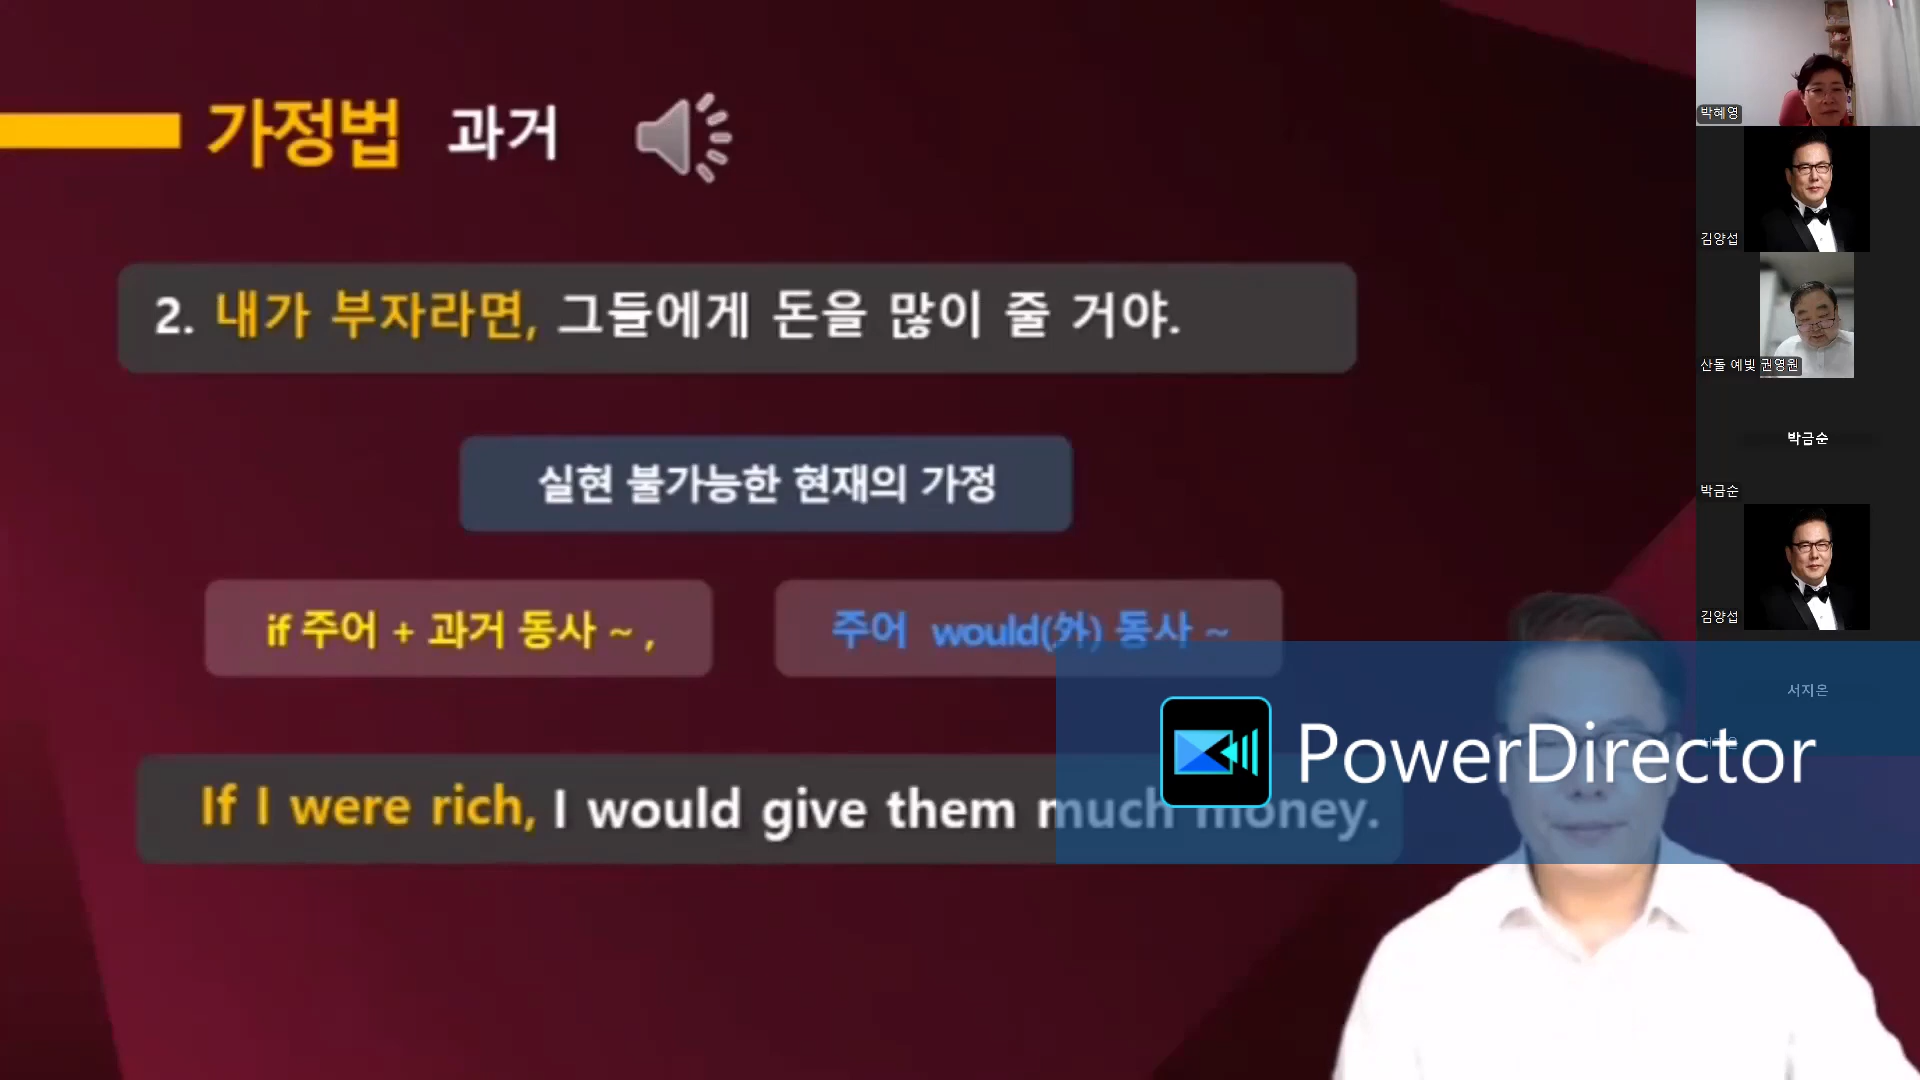 가정법 과거
2. 내가 부자라면, 그들에게 돈을 많이 줄 거야.
실현 불가능한 현재의 가정
if 주어 + 과거 동사 ~ ,
주어 would(外) 동사 ~
If I were rich, I would give them much money.
PowerDirector
박혜영
김양섭
산돌 예빛 권영원
박금순
박금순
김양섭
서지온